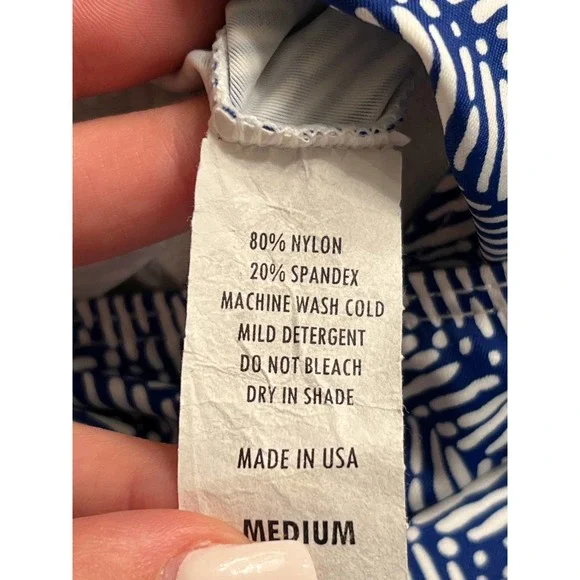 80% NYLON
20% SPANDEX
MACHINE WASH COLD
MILD DETERGENT
DO NOT BLEACH
DRY IN SHADE
MADE IN USA
MEDIUM